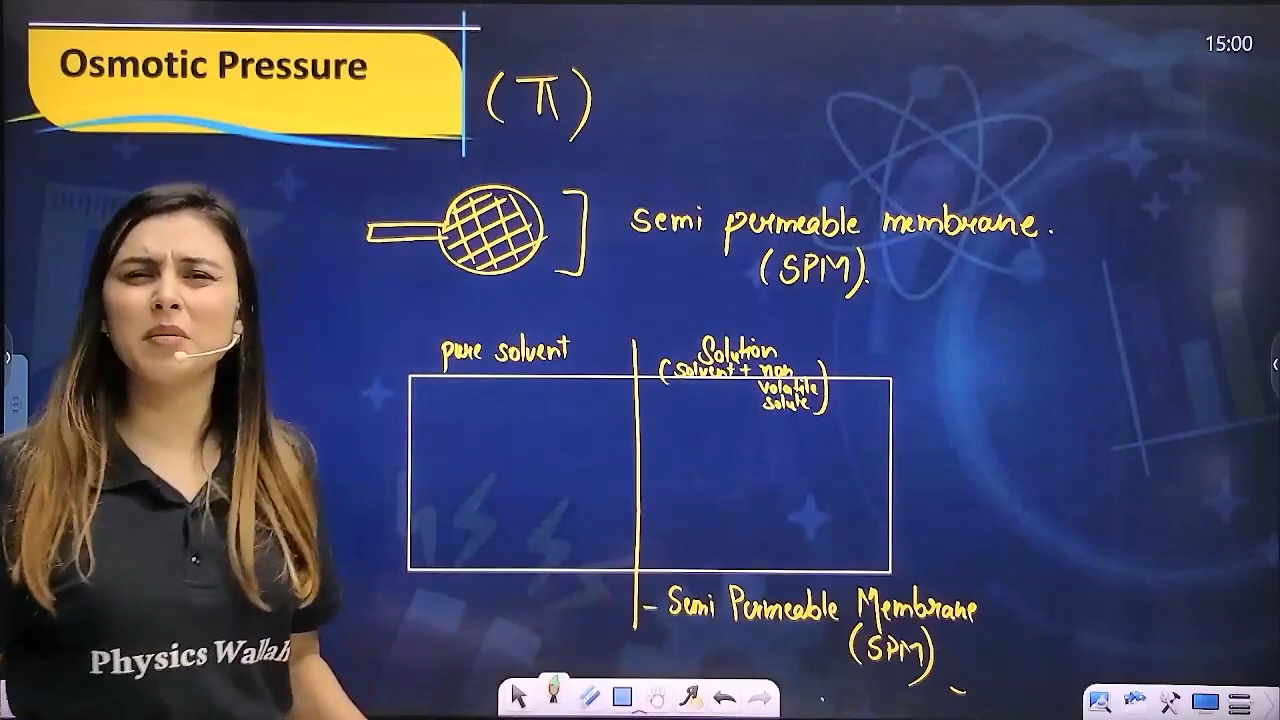 Osmotic Pressure
(π)
15:00
semi permeable membrane.
(SPM).
pure solvent
Solution
(solvent + non
volatile
solute)
- Semi Permeable Membrane
(SPM)
Physics Wallah